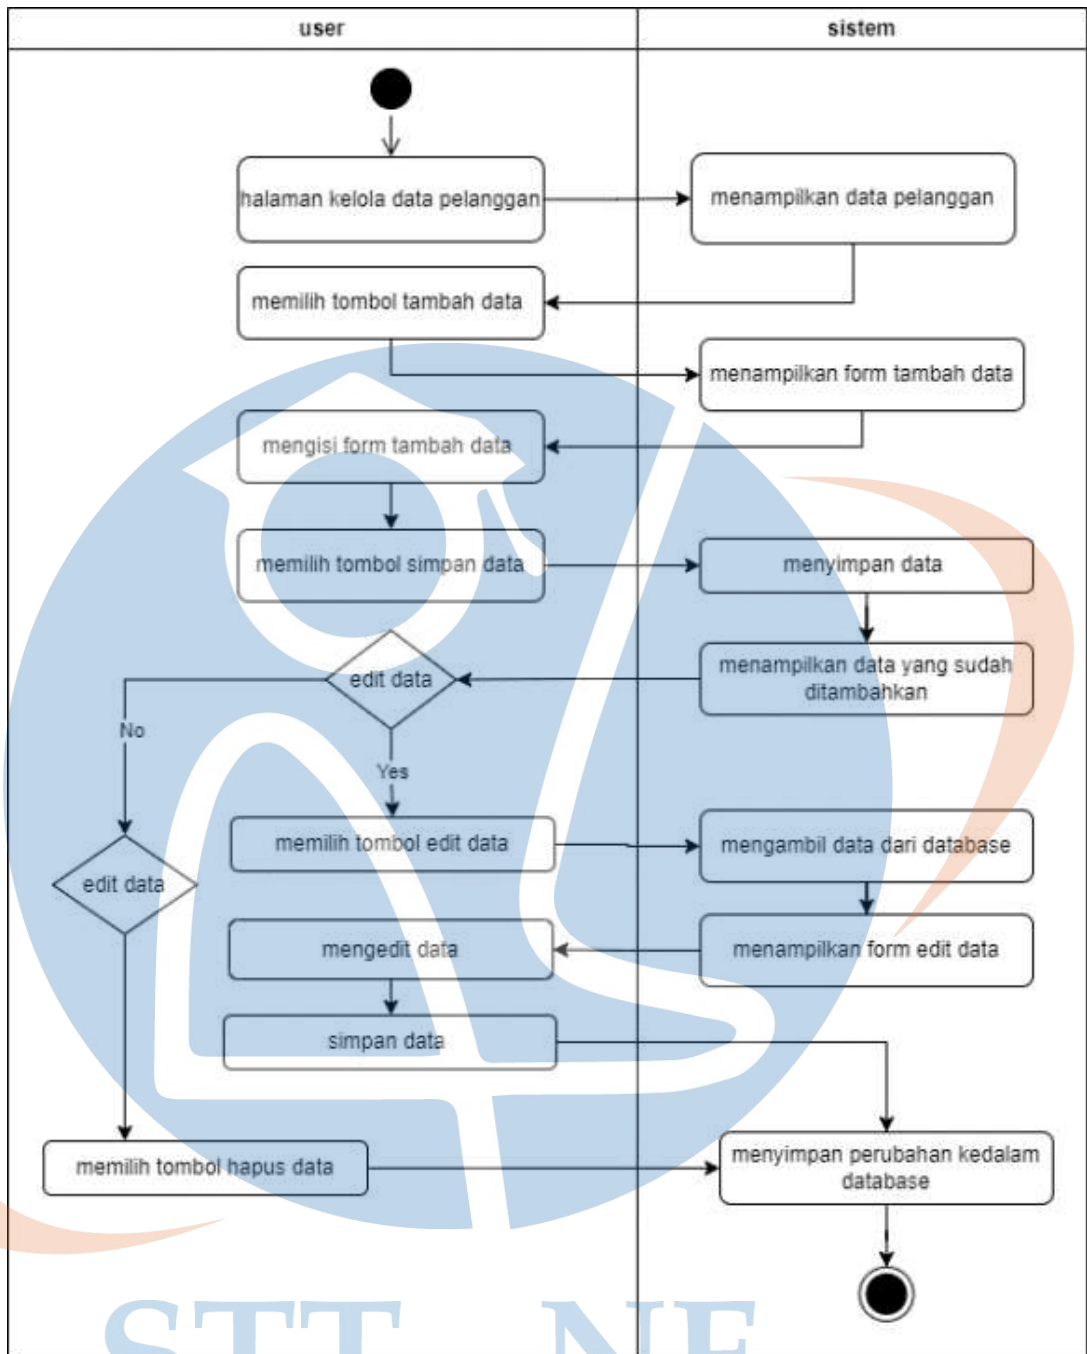 user
sistem
halaman kelola data pelanggan
menampilkan data pelanggan
memilih tombol tambah data
menampilkan form tambah data
mengisi form tambah data
memilih tombol simpan data
menyimpan data
menampilkan data yang sudah
ditambahkan
edit data
No
Yes
memilih tombol edit data
mengambil data dari database
edit data
mengedit data
menampilkan form edit data
simpan data
memilih tombol hapus data
menyimpan perubahan kedalam
database
STT - NF